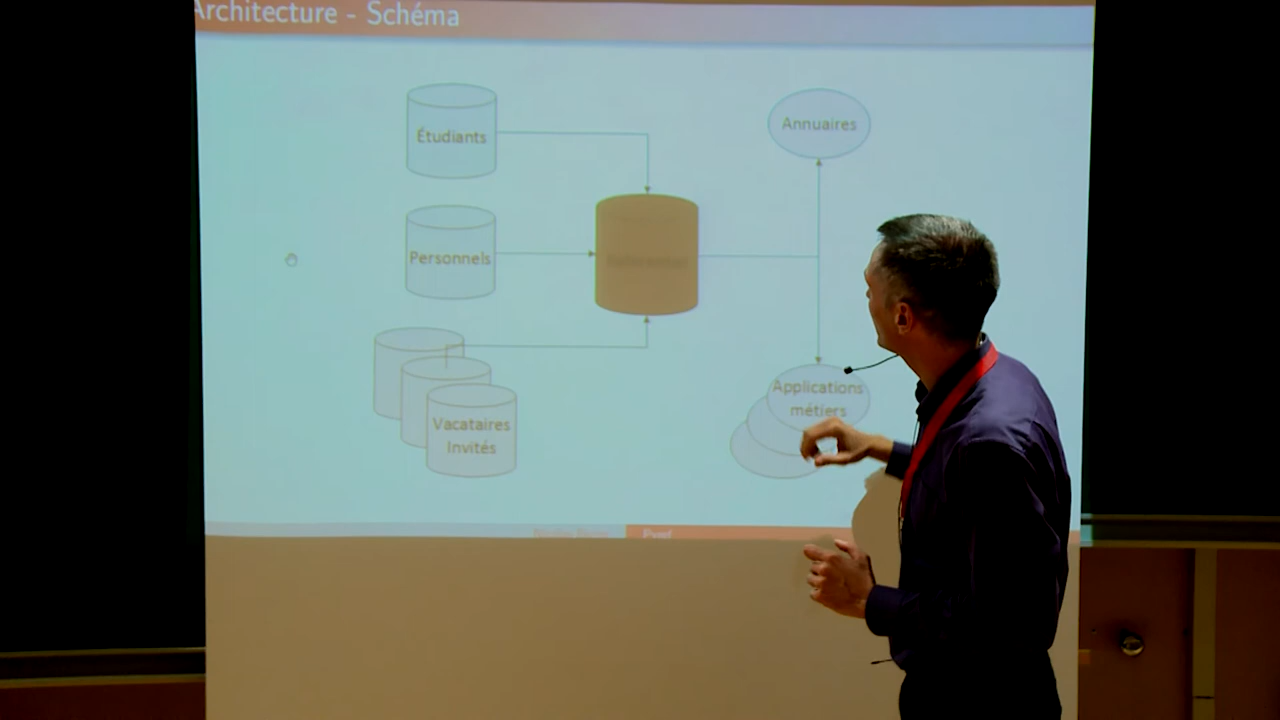 Architecture - Schéma
Étudiants
Annuaires
Personnels
Applications
métiers
Vacataires
Invités